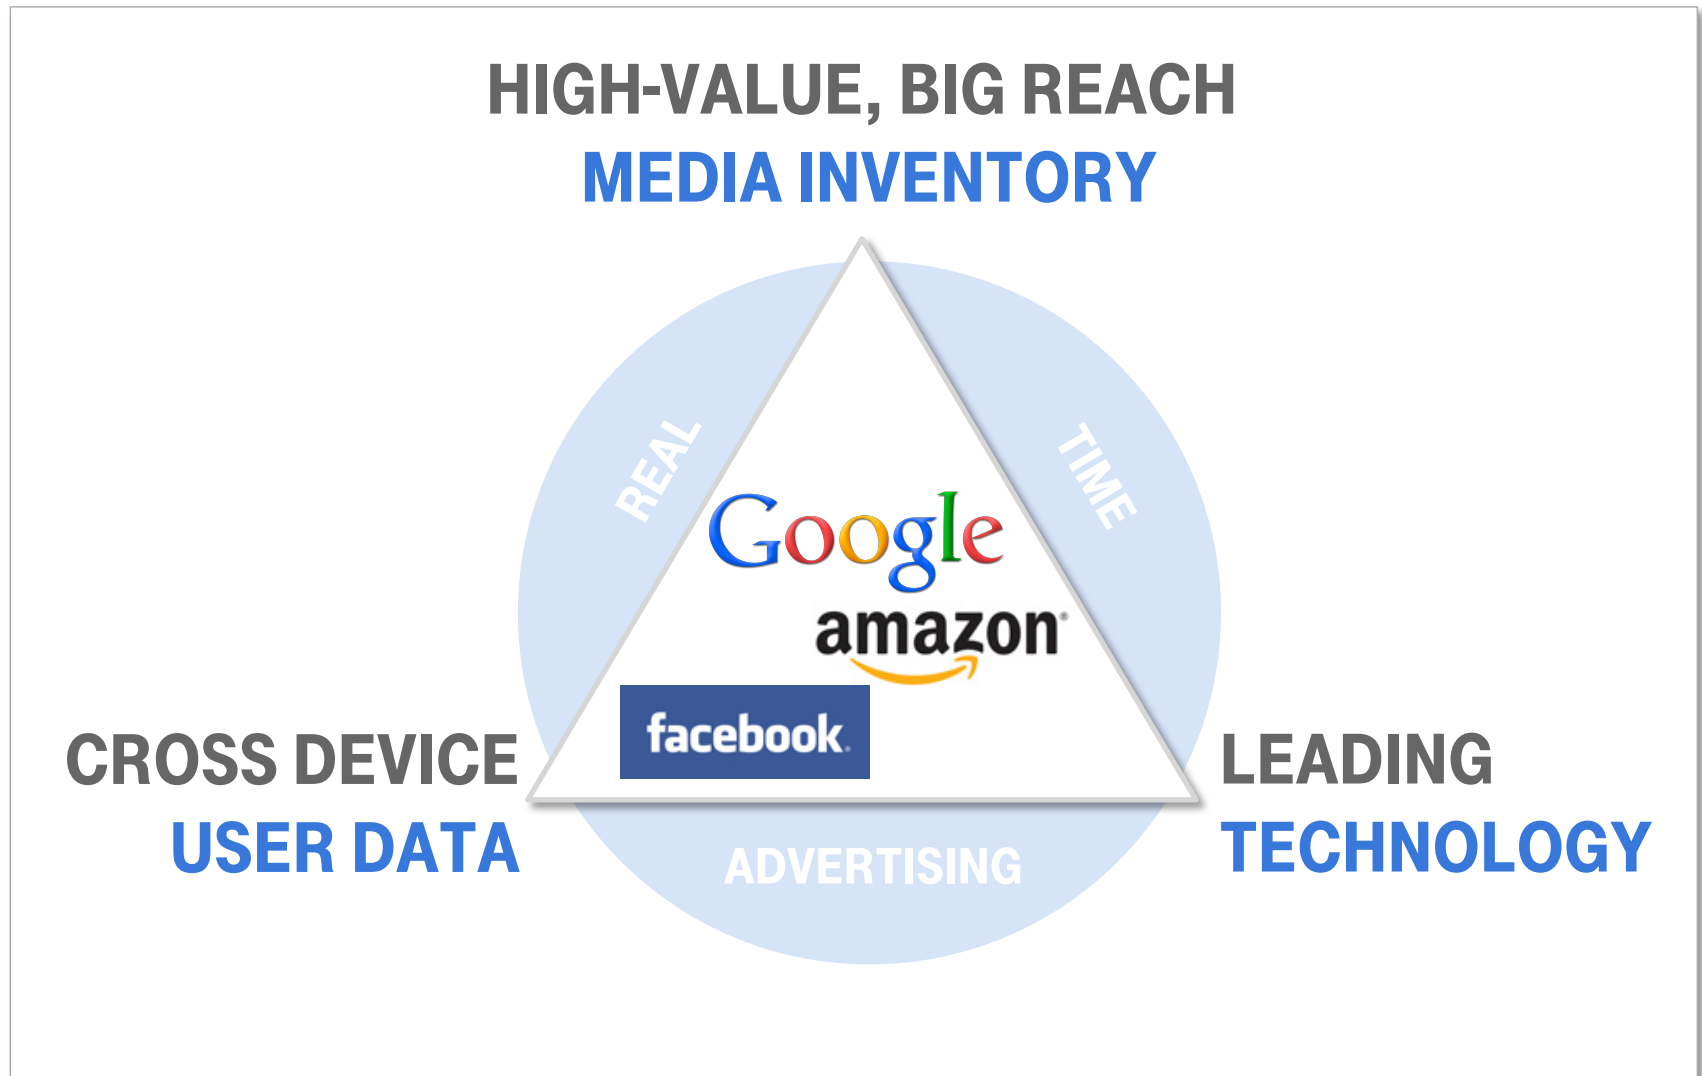 HIGH-VALUE, BIG REACH
MEDIA INVENTORY
REAL
TIME
Google
amazon®
facebook.
CROSS DEVICE
USER DATA
LEADING
TECHNOLOGY
ADVERTISING